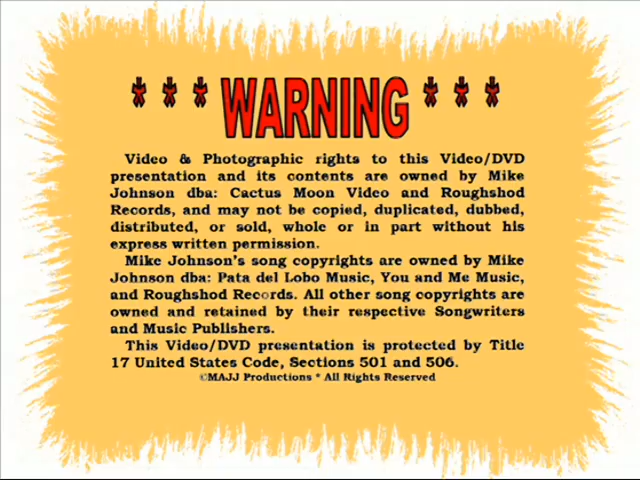 * * * WARNING * * *
Video & Photographic rights to this Video/DVD
presentation and its contents are owned by Mike
Johnson dba: Cactus Moon Video and Roughshod
Records, and may not be copied, duplicated, dubbed,
distributed, or sold, whole or in part without his
express written permission.
Mike Johnson's song copyrights are owned by Mike
Johnson dba: Pata del Lobo Music, You and Me Music,
and Roughshod Records. All other song copyrights are
owned and retained by their respective Songwriters
and Music Publishers.
This Video/DVD presentation is protected by Title
17 United States Code, Sections 501 and 506.
©MAJJ Productions * All Rights Reserved